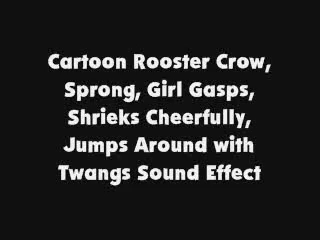 Cartoon Rooster Crow,
Sprong, Girl Gasps,
Shrieks Cheerfully,
Jumps Around with
Twangs Sound Effect